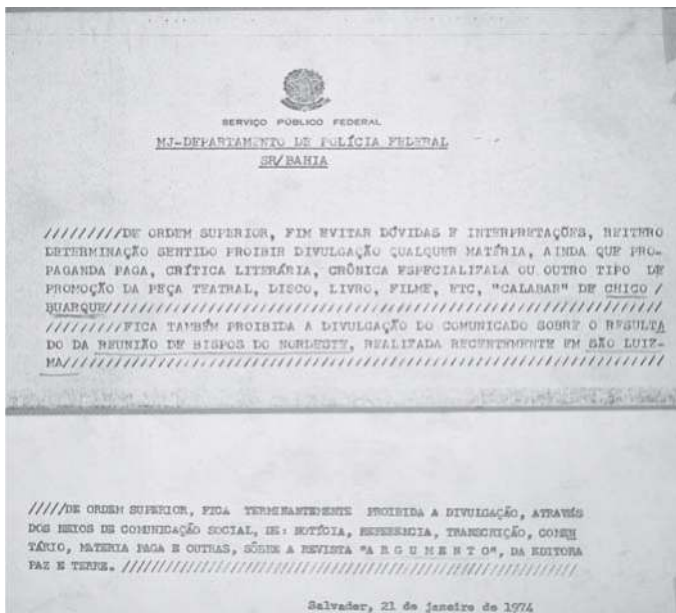 SERVIÇO PÚBLICO FEDERAL
MJ-DEPARTAMENTO DE POLÍCIA FEDERAL
SR/BAHIA
/////////DE ORDEM SUPERIOR, FIM EVITAR DÚVIDAS E INTERPRETAÇÕES, REITERO
DETERMINAÇÃO SENTIDO PROIBIR DIVULGAÇÃO QUALQUER MATÉRIA, AINDA QUE PRO-
PAGANDA PAGA, CRÍTICA LITERÁRIA, CRÔNICA ESPECIALIZADA OU OUTRO TIPO DE
PROMOÇÃO DA PEÇA TEATRAL, DISCO, LIVRO, FILME, ETC, "CALABAR" DE CHICO /
BUARQUE//////////////////////////////////////////////////////////////
/////////FICA TAMBÉM PROIBIDA A DIVULGAÇÃO DO COMUNICADO SOBRE O RESULTA
DO DA REUNIÃO DE BISPOS DO NORDESTE, REALIZADA RECENTEMENTE EM SÃO LUIZ-
MA///////////////////////////////////////////////////////////////////
/////DE ORDEM SUPERIOR, FICA TERMINANTEMENTE PROIBIDA A DIVULGAÇÃO, ATRAVÉS
DOS MEIOS DE COMUNICAÇÃO SOCIAL, DE: NOTÍCIA, REFERENCIA, TRANSCRIÇÃO, COMEN
TÁRIO, MATERIA PAGA E OUTRAS, SÔBRE A REVISTA "A R G U M E N T O", DA EDITORA
PAZ E TERRE. ////////////////////////////////////////////////////////
Salvador, 21 de janeiro de 1974